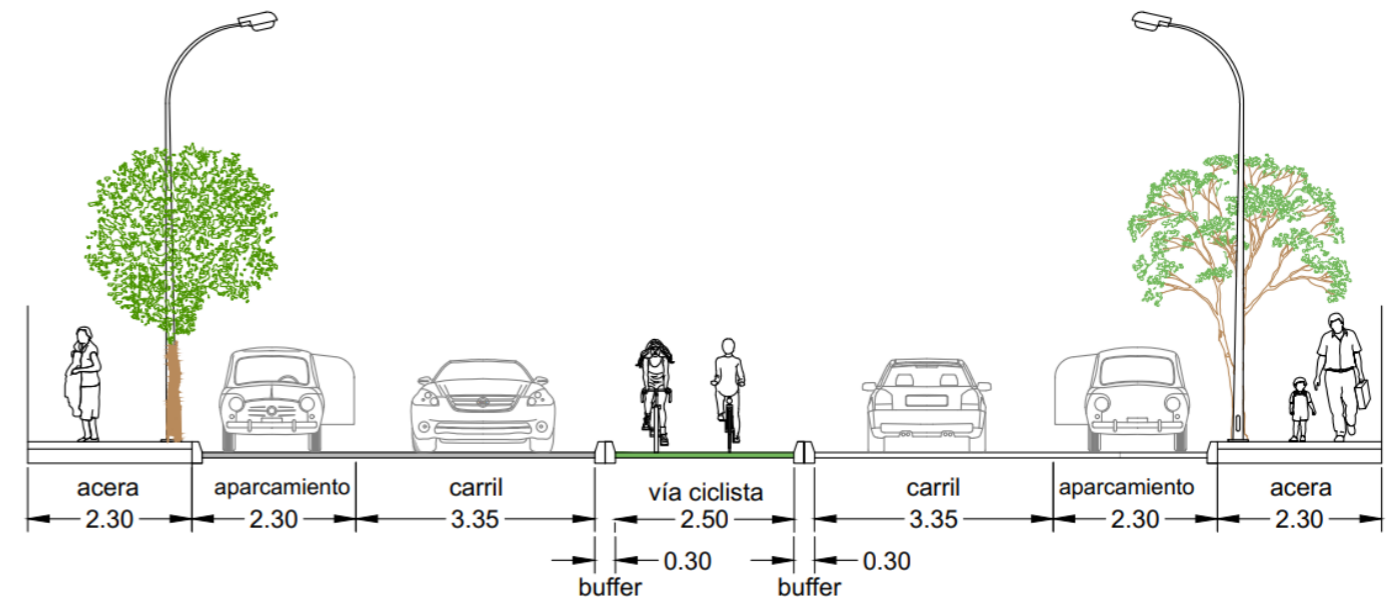 acera aparcamiento carril vía ciclista carril aparcamiento acera
2.30 2.30 3.35 2.50 3.35 2.30 2.30
0.30 0.30
buffer buffer